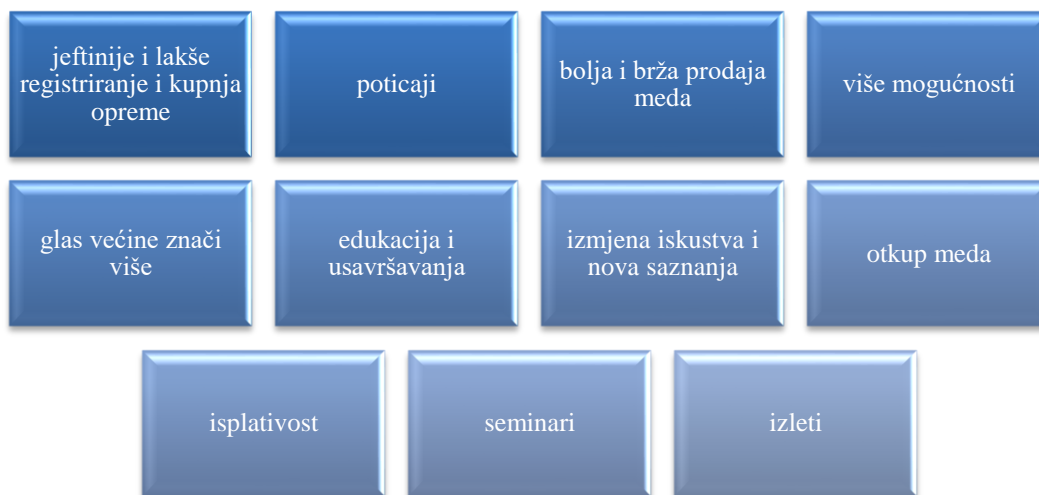 jeftinije i lakše
registriranje i kupnja
opreme
poticaji
bolja i brža prodaja
meda
više mogućnosti
glas većine znači
više
edukacija i
usavršavanja
izmjena iskustva i
nova saznanja
otkup meda
isplativost
seminari
izleti